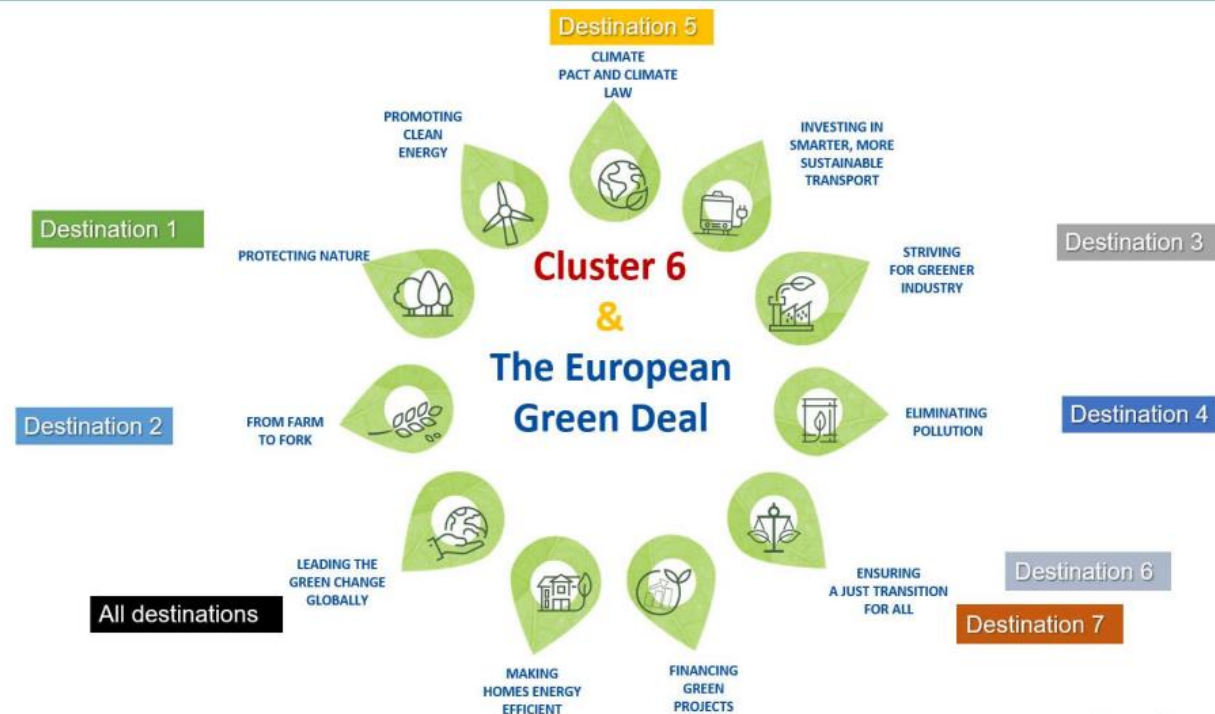 Destination 5
CLIMATE
PACT AND CLIMATE
LAW
PROMOTING
CLEAN
ENERGY
INVESTING IN
SMARTER, MORE
SUSTAINABLE
TRANSPORT
Destination 1
PROTECTING NATURE
STRIVING
FOR GREENER
INDUSTRY
Destination 3
Cluster 6
&
The European
Green Deal
Destination 2
FROM FARM
TO FORK
ELIMINATING
POLLUTION
Destination 4
LEADING THE
GREEN CHANGE
GLOBALLY
All destinations
ENSURING
A JUST TRANSITION
FOR ALL
Destination 6
Destination 7
MAKING
HOMES ENERGY
EFFICIENT
FINANCING
GREEN
PROJECTS